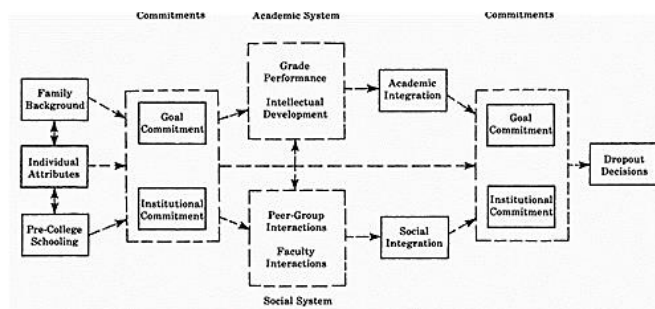 Commitments
Academic System
Commitments
Family
Background
Individual
Attributes
Pre-College
Schooling
Goal
Commitment
Institutional
Commitment
Grade
Performance
Intellectual
Development
Peer-Group
Interactions
Faculty
Interactions
Social System
Academic
Integration
Social
Integration
Goal
Commitment
Institutional
Commitment
Dropout
Decisions